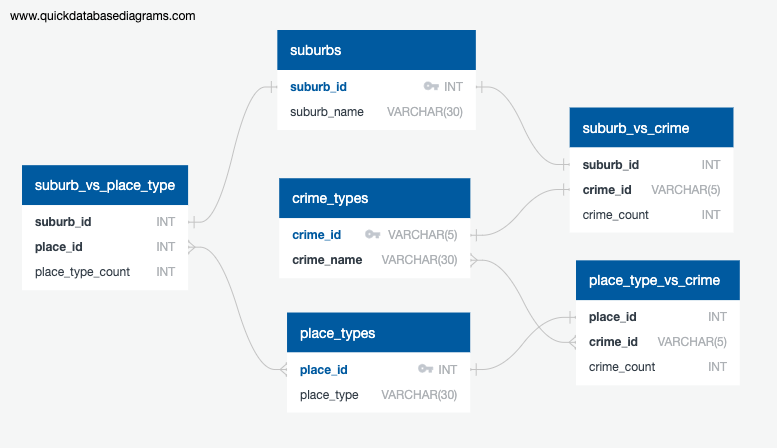 www.quickdatabasediagrams.com
suburbs
suburb_id INT
suburb_name VARCHAR(30)
suburb_vs_crime
suburb_id INT
crime_id VARCHAR(5)
crime_count INT
suburb_vs_place_type
suburb_id INT
place_id INT
place_type_count INT
crime_types
crime_id VARCHAR(5)
crime_name VARCHAR(30)
place_type_vs_crime
place_id INT
crime_id VARCHAR(5)
crime_count INT
place_types
place_id INT
place_type VARCHAR(30)